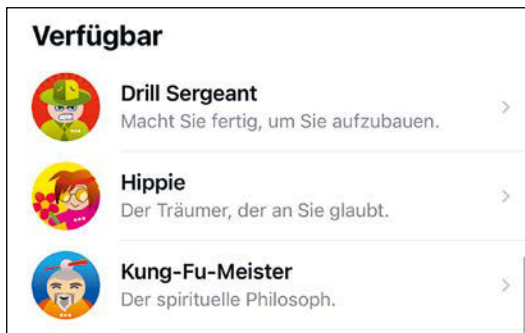 Verfügbar
Drill Sergeant
Macht Sie fertig, um Sie aufzubauen.
Hippie
Der Träumer, der an Sie glaubt.
Kung-Fu-Meister
Der spirituelle Philosoph.